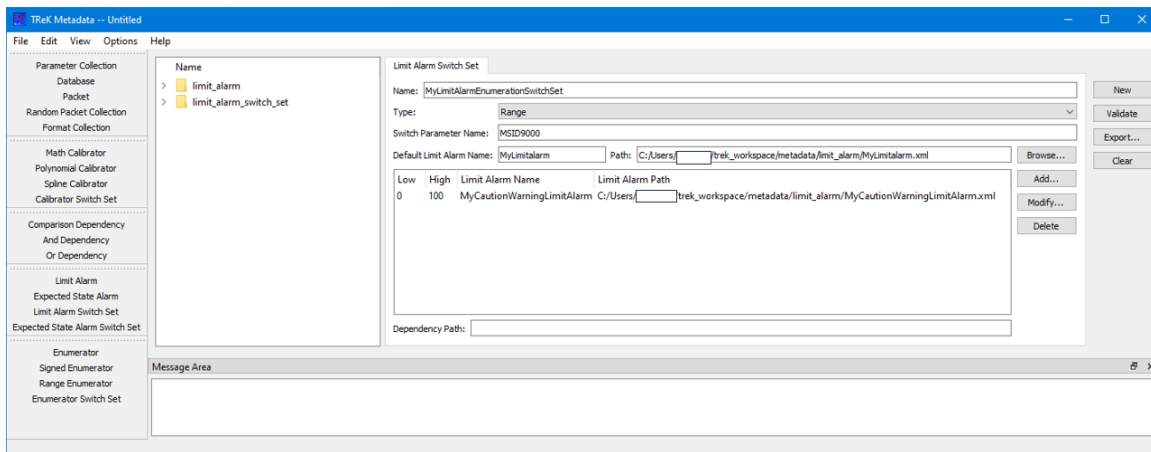 TReK Metadata -- Untitled
File Edit View Options Help
Parameter Collection
Database
Packet
Random Packet Collection
Format Collection
Math Calibrator
Polynomial Calibrator
Spline Calibrator
Calibrator Switch Set
Comparison Dependency
And Dependency
Or Dependency
Limit Alarm
Expected State Alarm
Limit Alarm Switch Set
Expected State Alarm Switch Set
Enumerator
Signed Enumerator
Range Enumerator
Enumerator Switch Set
Name
limit_alarm
limit_alarm_switch_set
Limit Alarm Switch Set
Name: MyLimitAlarmEnumerationSwitchSet
Type: Range
Switch Parameter Name: MSID9000
Default Limit Alarm Name: MyLimitalarm Path: C:/Users/ /trek_workspace/metadata/limit_alarm/MyLimitalarm.xml Browse...
Low High Limit Alarm Name Limit Alarm Path
0 100 MyCautionWarningLimitAlarm C:/Users/ trek_workspace/metadata/limit_alarm/MyCautionWarningLimitAlarm.xml
Add...
Modify...
Delete
Dependency Path:
New
Validate
Export...
Clear
Message Area